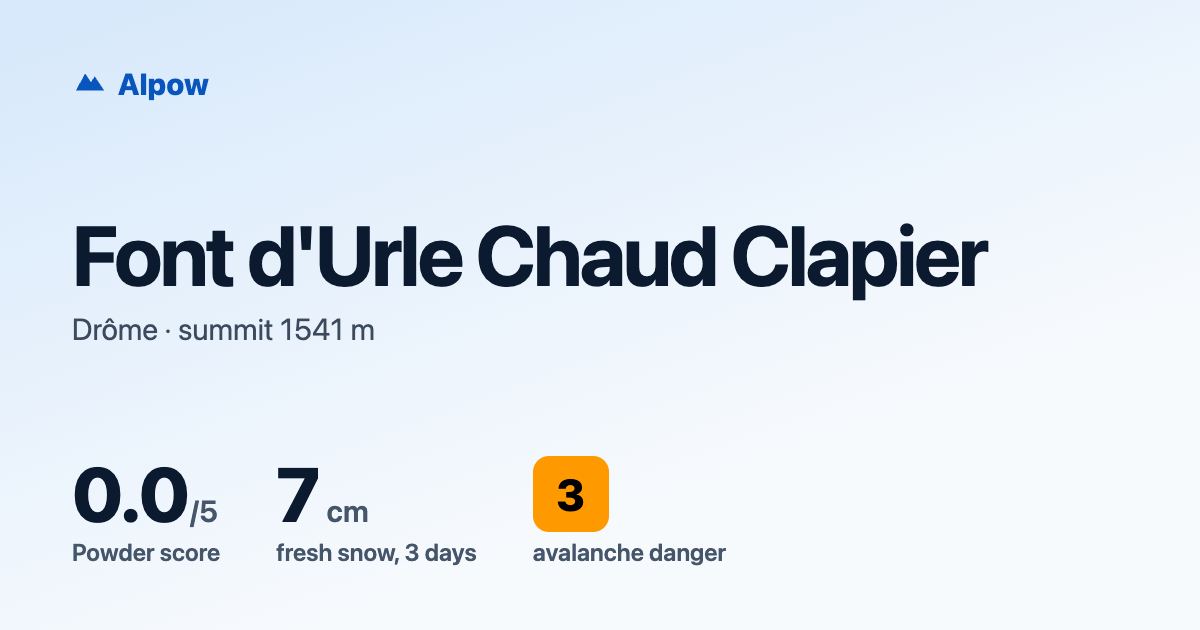 Alpow
Font d'Urle Chaud Clapier
Drôme · summit 1541 m
0.0/5
Powder score
7 cm
fresh snow, 3 days
3
avalanche danger